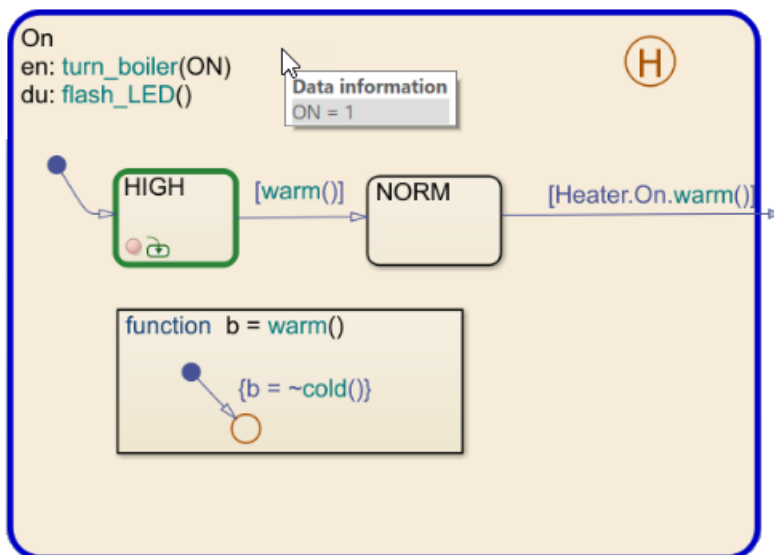 On
en: turn_boiler(ON)
du: flash_LED()
H
Data information
ON = 1
HIGH
[warm()]
NORM
[Heater.On.warm()]
function b = warm()
{b = ~cold()}